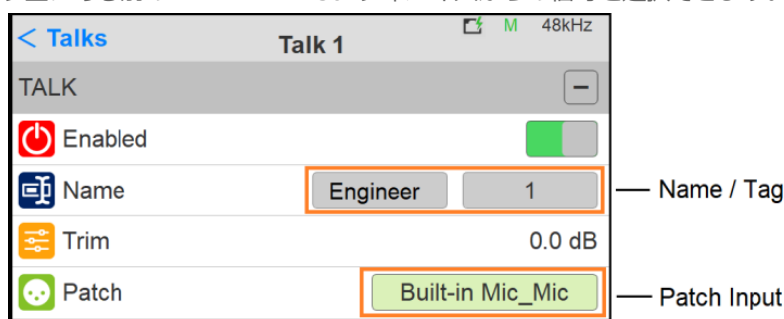 < Talks
Talk 1
M 48kHz
TALK
Enabled
Name Engineer 1
Name / Tag
Trim 0.0 dB
Patch Built-in Mic_Mic
Patch Input